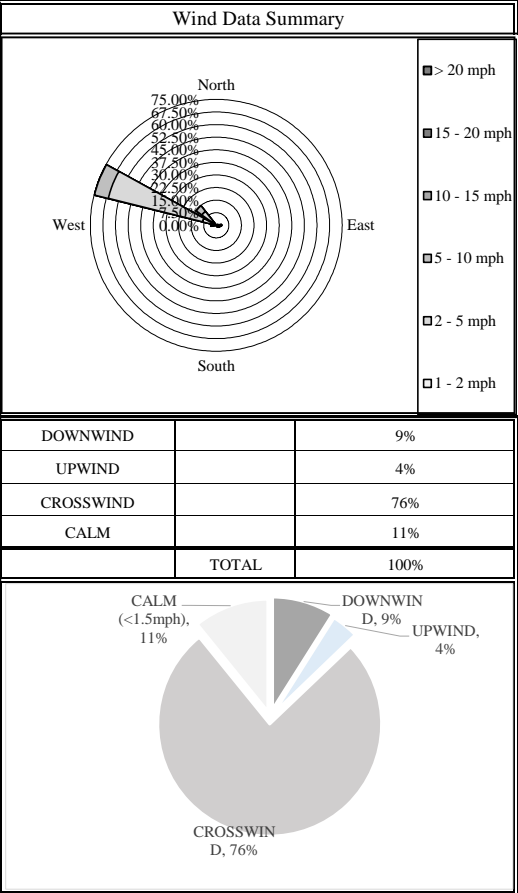 Wind Data Summary
North
75.00%
67.50%
60.00%
52.50%
45.00%
37.50%
30.00%
22.50%
15.00%
7.50%
0.00%
West
East
South
> 20 mph
15 - 20 mph
10 - 15 mph
5 - 10 mph
2 - 5 mph
1 - 2 mph
DOWNWIND 9%
UPWIND 4%
CROSSWIND 76%
CALM 11%
TOTAL 100%
CALM
(<1.5mph),
11%
DOWNWIN
D, 9%
UPWIND,
4%
CROSSWIN
D, 76%